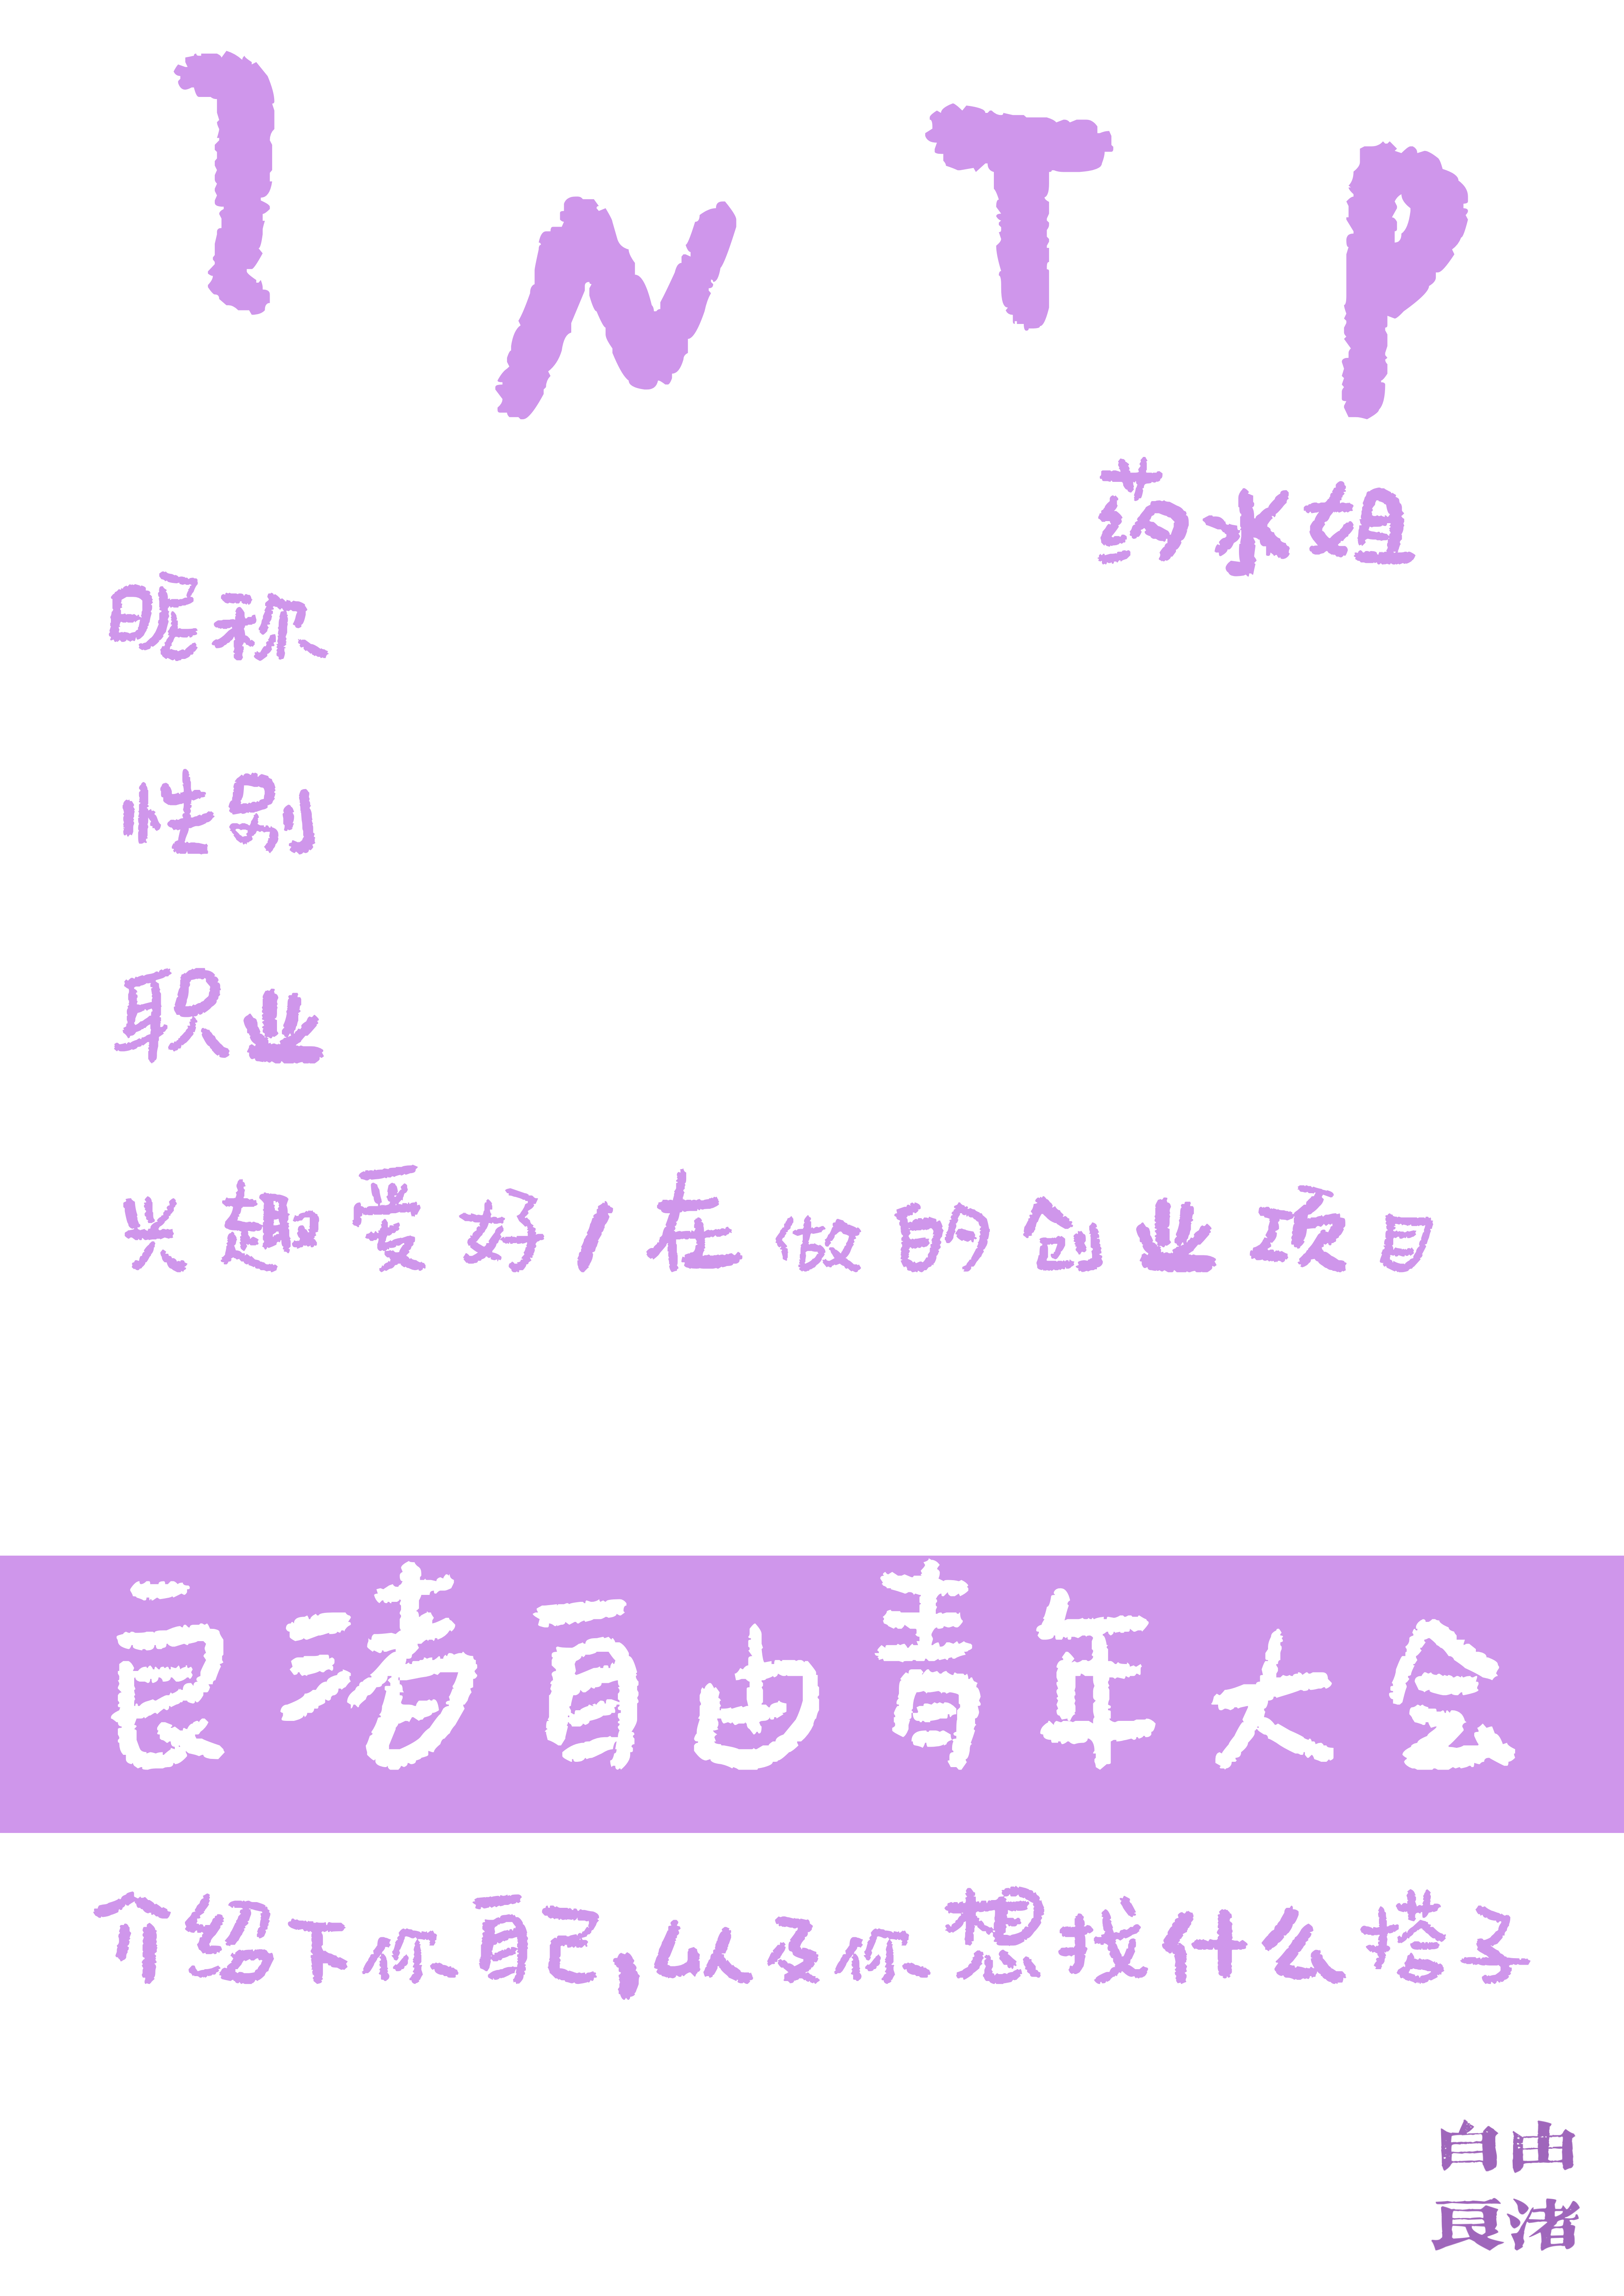 INTP
药水姐
昵称
性别
职业
兴趣爱好/在做的创业项目
良渚自由青年大会
介绍下你自己,以及你想找什么搭子
自由
良渚